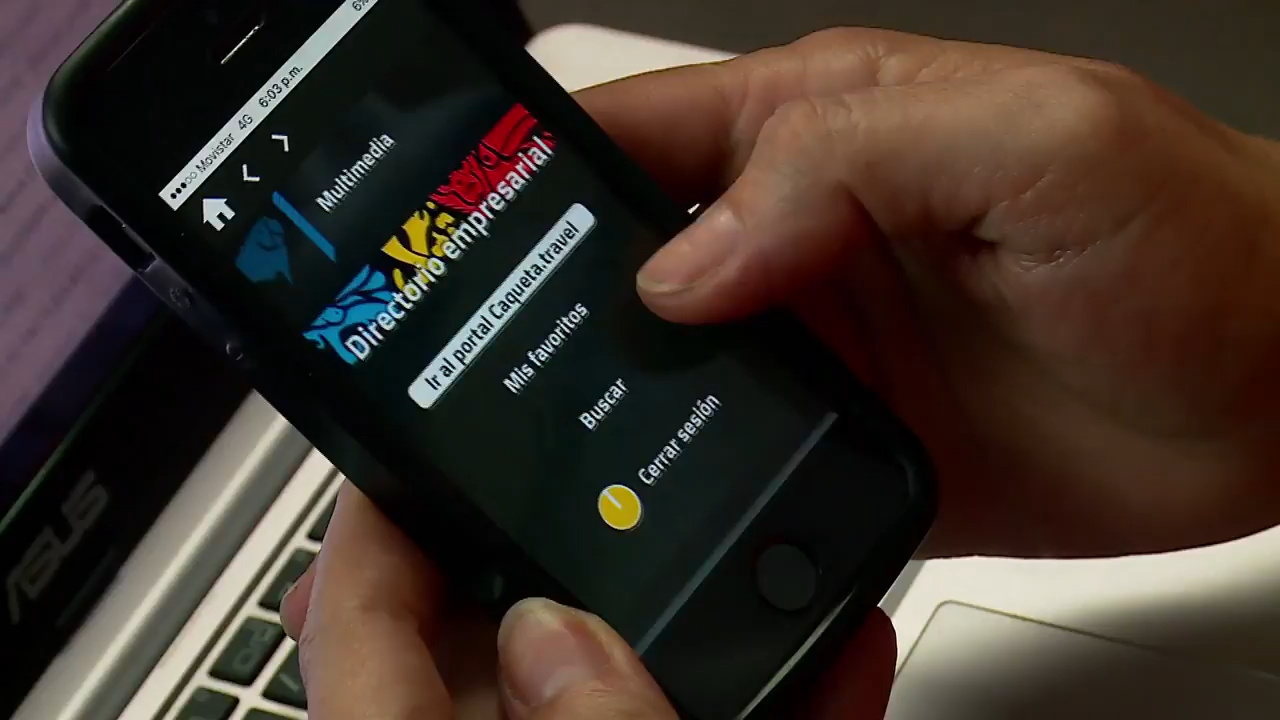 Movistar 4G 6:03 p.m.
Multimedia
Directorio empresarial
Ir al portal Caqueta.travel
Mis favoritos
Buscar
Cerrar sesión
ASUS